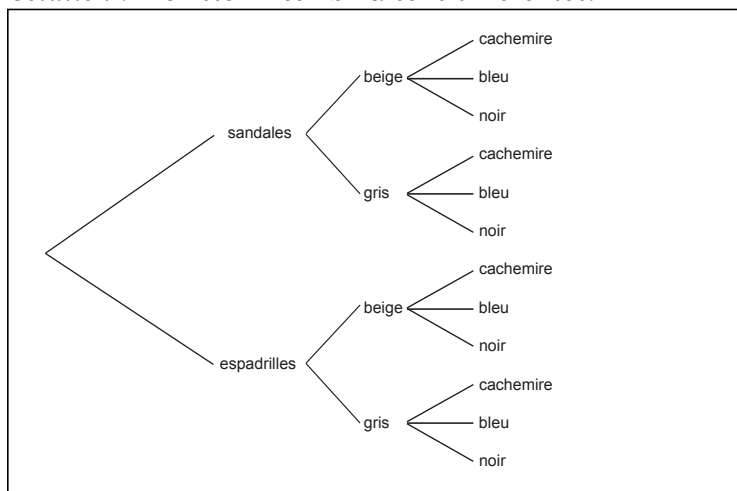 cachemire
beige
bleu
noir
sandales
cachemire
gris
bleu
noir
cachemire
beige
bleu
noir
espadrilles
cachemire
gris
bleu
noir